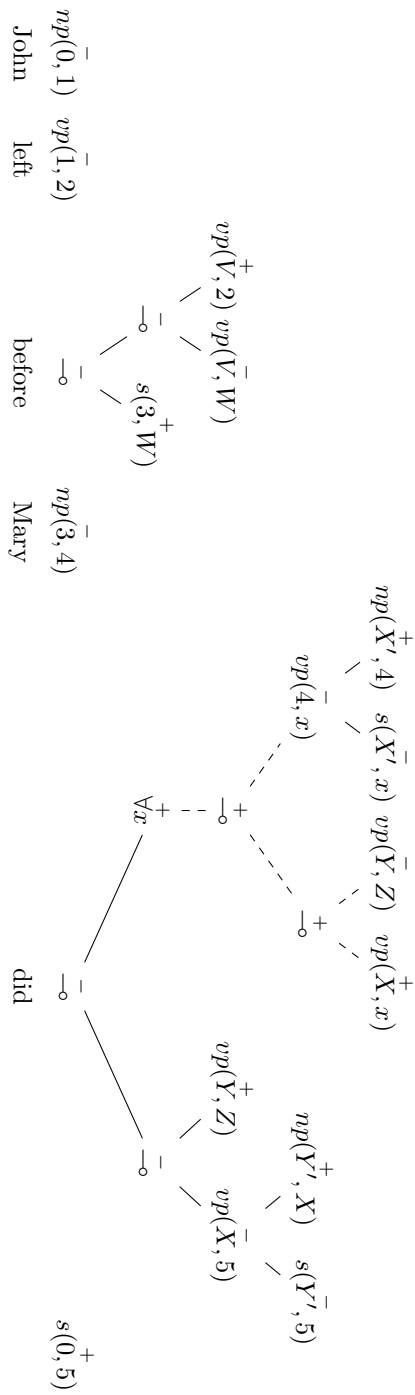 + − − +
np(X′, 4) s(X′, x) vp(Y, Z) vp(X, x)
− + + −
vp(4, x) ⊸ np(Y′, X) s(Y′, 5)
+ − + + −
vp(V, 2) vp(V, W) ⊸ vp(Y, Z) vp(X, 5)
− + + −
⊸ s(3, W) ∀x ⊸
− − − − − +
np(0, 1) vp(1, 2) ⊸ np(3, 4) ⊸ s(0, 5)
John left before Mary did